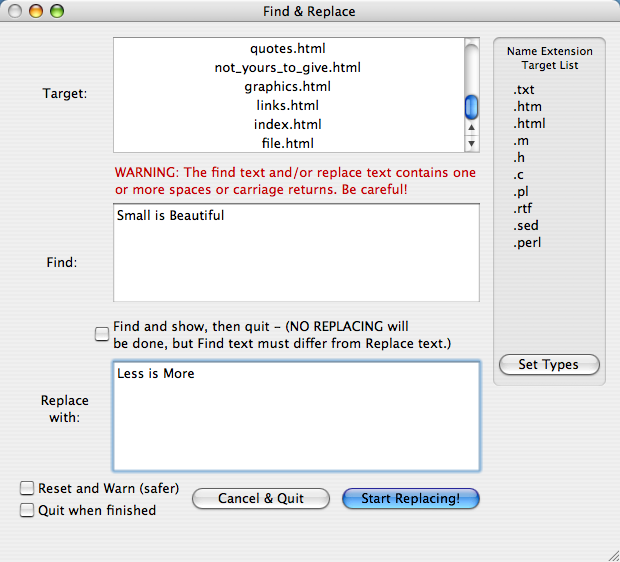 Find & Replace
Target:
quotes.html
not_yours_to_give.html
graphics.html
links.html
index.html
file.html
WARNING: The find text and/or replace text contains one
or more spaces or carriage returns. Be careful!
Find:
Small is Beautiful
Find and show, then quit – (NO REPLACING will
be done, but Find text must differ from Replace text.)
Replace
with:
Less is More
Reset and Warn (safer)
Quit when finished
Cancel & Quit
Start Replacing!
Name Extension
Target List
.txt
.htm
.html
.m
.h
.c
.pl
.rtf
.sed
.perl
Set Types